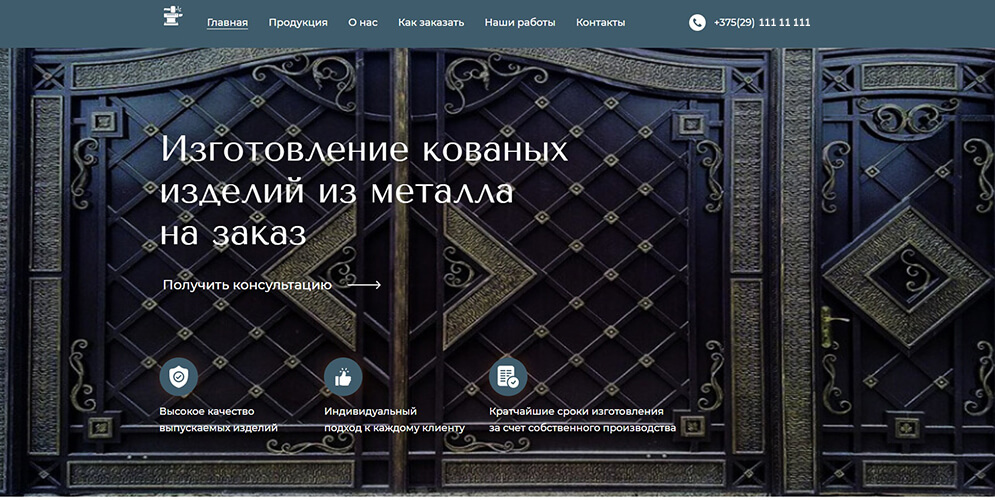 Главная Продукция О нас Как заказать Наши работы Контакты +375(29) 111 11 111
Изготовление кованых
изделий из металла
на заказ
Получить консультацию
Высокое качество
выпускаемых изделий
Индивидуальный
подход к каждому клиенту
Кратчайшие сроки изготовления
за счет собственного производства